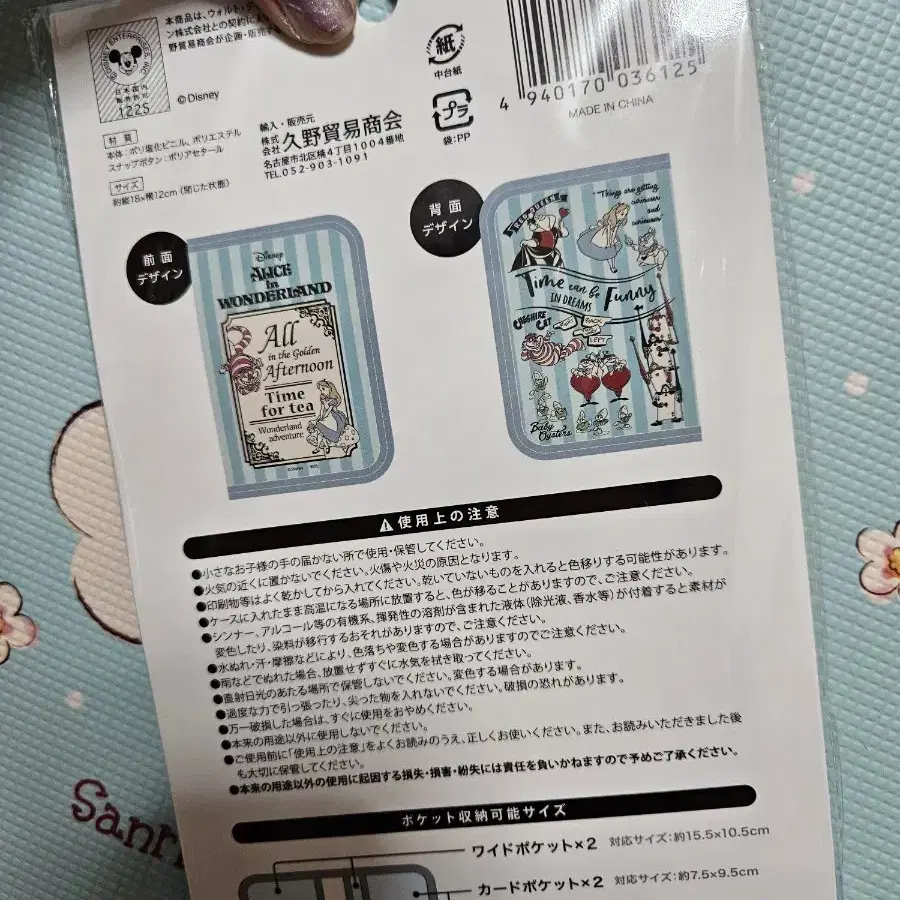 本商品は、ウォルト・デ
ン株式会社との契約によ
野貿易商会が企画・販売す
DISNEY ENTERPRISES, INC.
日本国内
販売許可
1225
©Disney
材質
本体：ポリ塩化ビニル、ポリエステル
スナップボタン：ポリアセタール
サイズ
約縦18×横12cm（閉じた状態）
輸入・販売元
株式会社 久野貿易商会
名古屋市北区楠4丁目1004番地
TEL.052-903-1091
紙
中台紙
プラ
袋：PP
4 940170 036125
MADE IN CHINA
前面
デザイン
Disney
ALICE
in
WONDERLAND
All
in the Golden
Afternoon
Time
for tea
Wonderland
adventure
©Disney
背面
デザイン
"Things are getting
curiouser
and
curiouser"
Time can be Funny
IN DREAMS
CHESHIRE CAT
BACK
LEFT
Baby
Oysters
⚠使用上の注意
●小さなお子様の手の届かない所で使用・保管してください。
●火気の近くに置かないでください。火傷や火災の原因となります。
●印刷物等はよく乾かしてから入れてください。乾いていないものを入れると色移りする可能性があります。
●ケースに入れたまま高温になる場所に放置すると、色が移ることがありますので、ご注意ください。
●シンナー、アルコール等の有機系、揮発性の溶剤が含まれた液体（除光液、香水等）が付着すると素材が
変色したり、染料が移行するおそれがありますので、ご注意ください。
●水ぬれ・汗・摩擦などにより、色落ちや変色する場合がありますのでご注意ください。
●雨などでぬれた場合、放置せずすぐに水気を拭き取ってください。
●直射日光のあたる場所で保管しないでください。変色する場合があります。
●過度な力で引っ張ったり、尖った物を入れないでください。破損の恐れがあります。
●万一破損した場合は、すぐに使用をおやめください。
●本来の用途以外に使用しないでください。
●ご使用前に「使用上の注意」をよくお読みのうえ、正しくお使いください。また、お読みいただきました後
も大切に保管してください。
●本来の用途以外の使用に起因する損失・損害・紛失には責任を負いかねますので予めご了承ください。
ポケット収納可能サイズ
ワイドポケット×2 対応サイズ：約15.5×10.5cm
カードポケット×2 対応サイズ：約7.5×9.5cm
Sanri